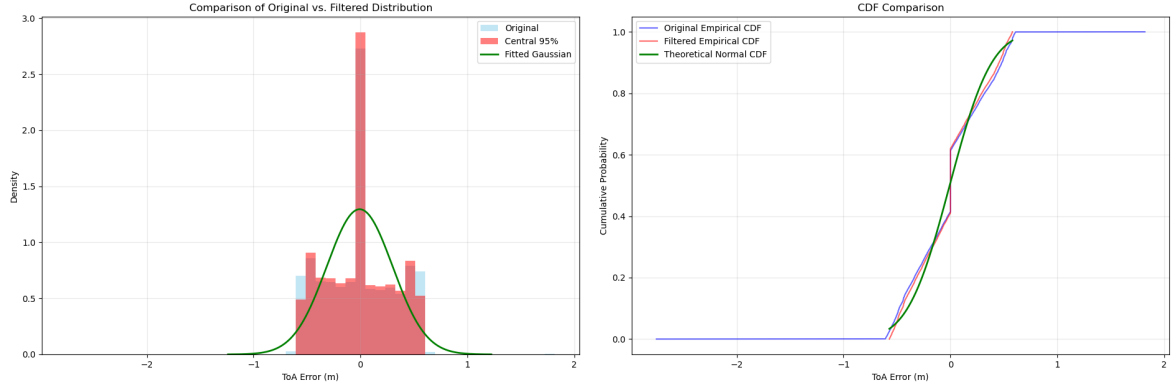 Comparison of Original vs. Filtered Distribution
3.0
2.5
2.0
1.5
1.0
0.5
0.0
Density
Original
Central 95%
Fitted Gaussian
−2
−1
0
1
2
ToA Error (m)
CDF Comparison
1.0
0.8
0.6
0.4
0.2
0.0
Cumulative Probability
Original Empirical CDF
Filtered Empirical CDF
Theoretical Normal CDF
−2
−1
0
1
2
ToA Error (m)